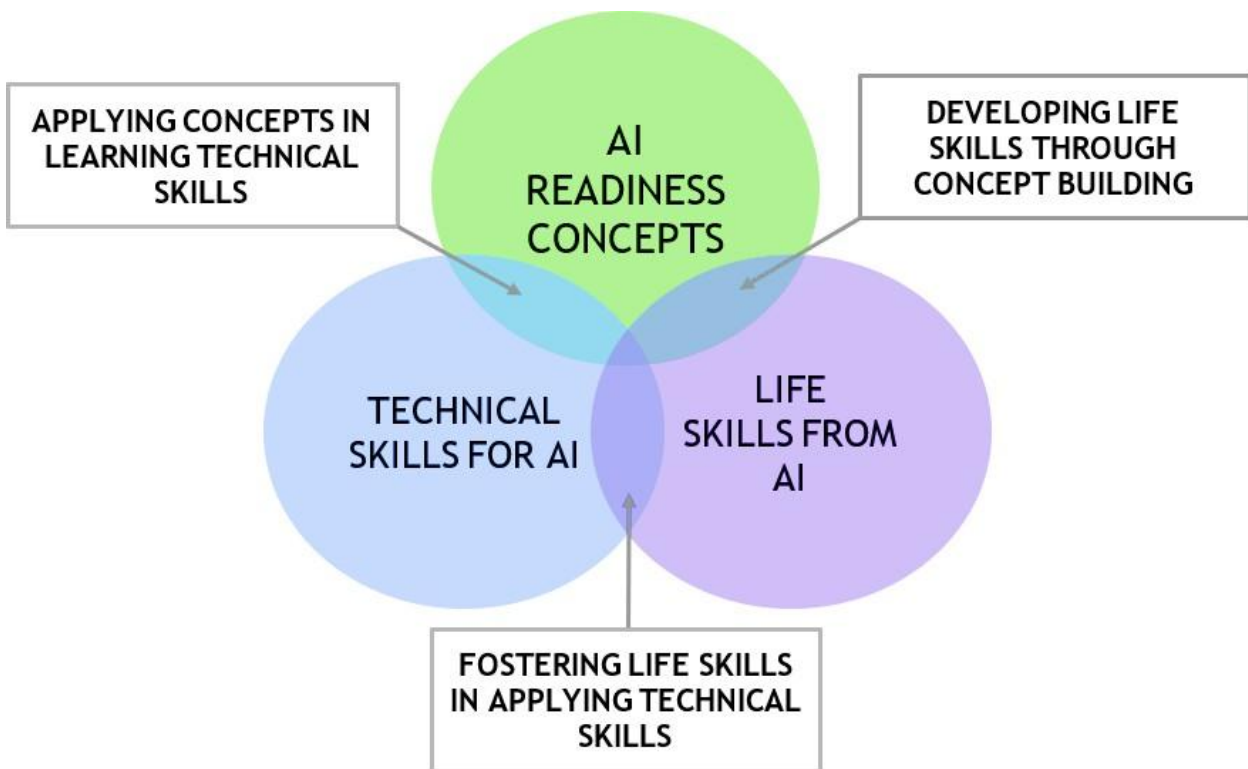 APPLYING CONCEPTS IN
LEARNING TECHNICAL
SKILLS
AI
READINESS
CONCEPTS
DEVELOPING LIFE
SKILLS THROUGH
CONCEPT BUILDING
TECHNICAL
SKILLS FOR AI
LIFE
SKILLS FROM
AI
FOSTERING LIFE SKILLS
IN APPLYING TECHNICAL
SKILLS